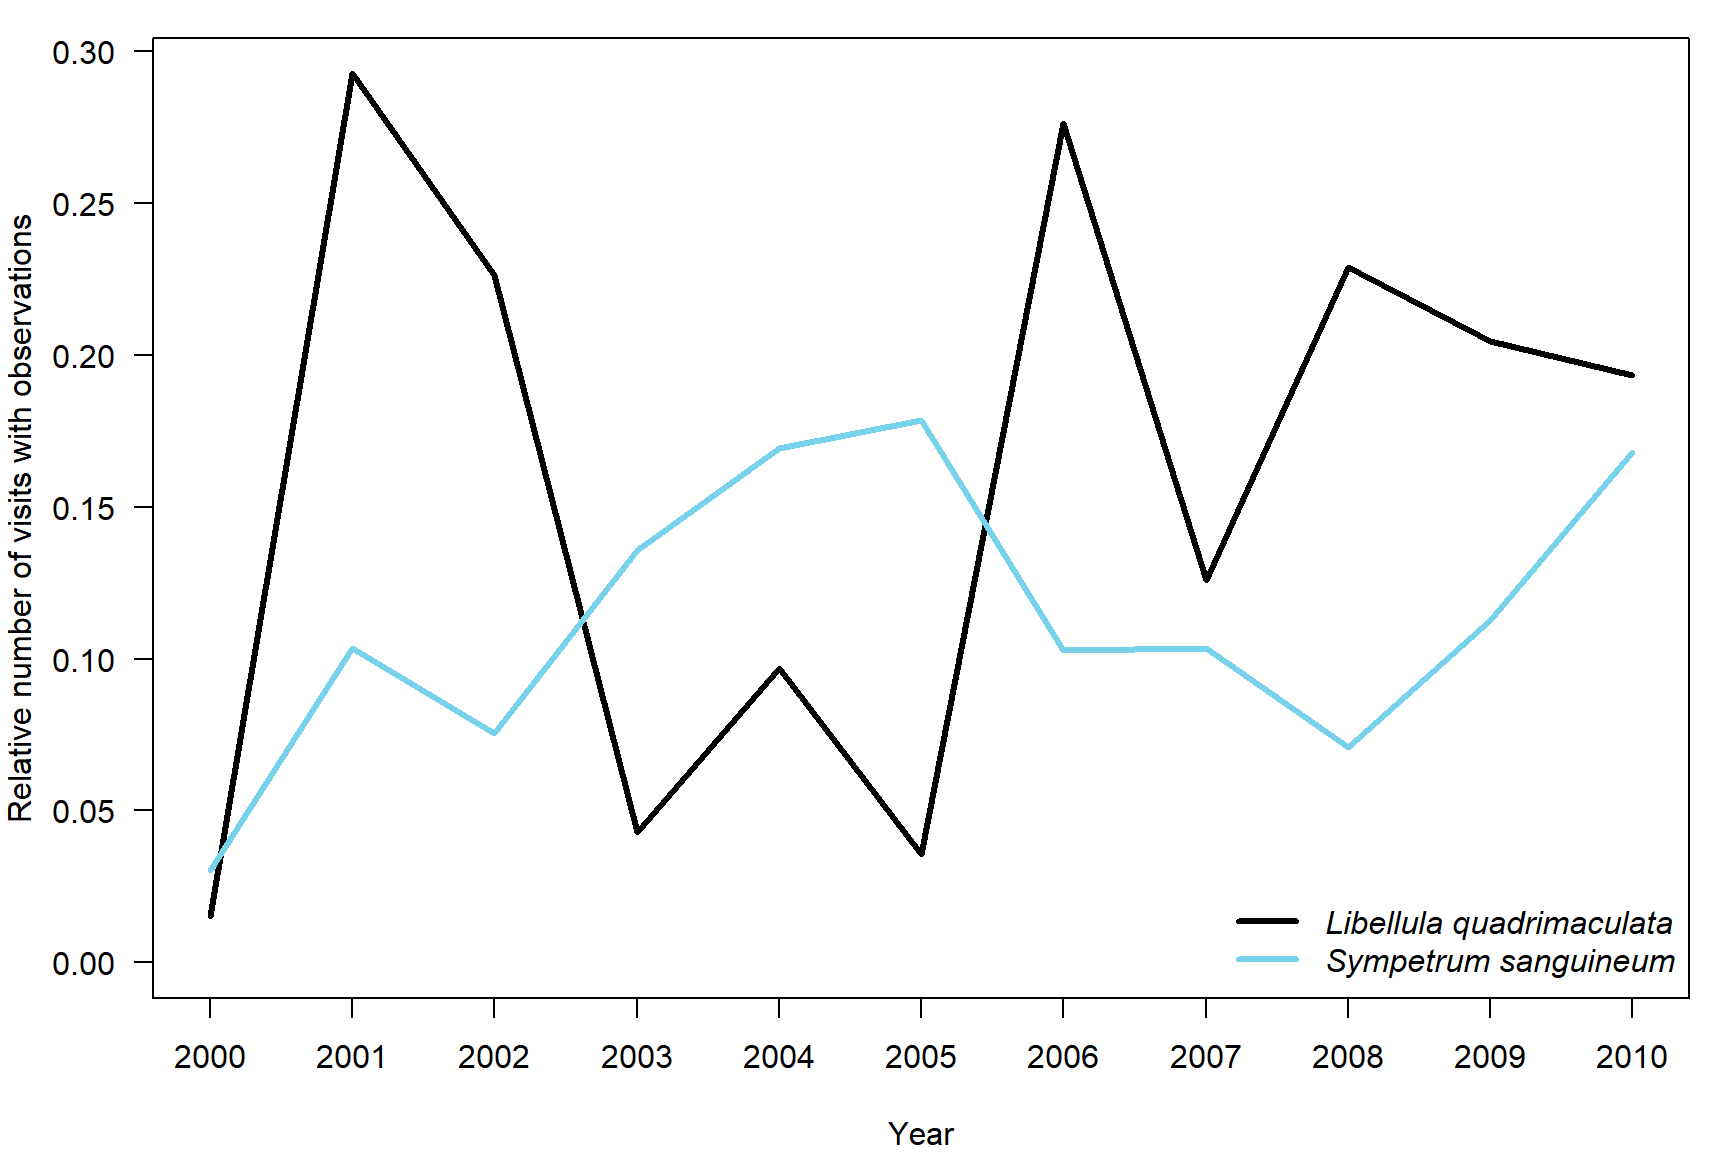 Relative number of visits with observations
0.30
0.25
0.20
0.15
0.10
0.05
0.00
Libellula quadrimaculata
Sympetrum sanguineum
2000 2001 2002 2003 2004 2005 2006 2007 2008 2009 2010
Year